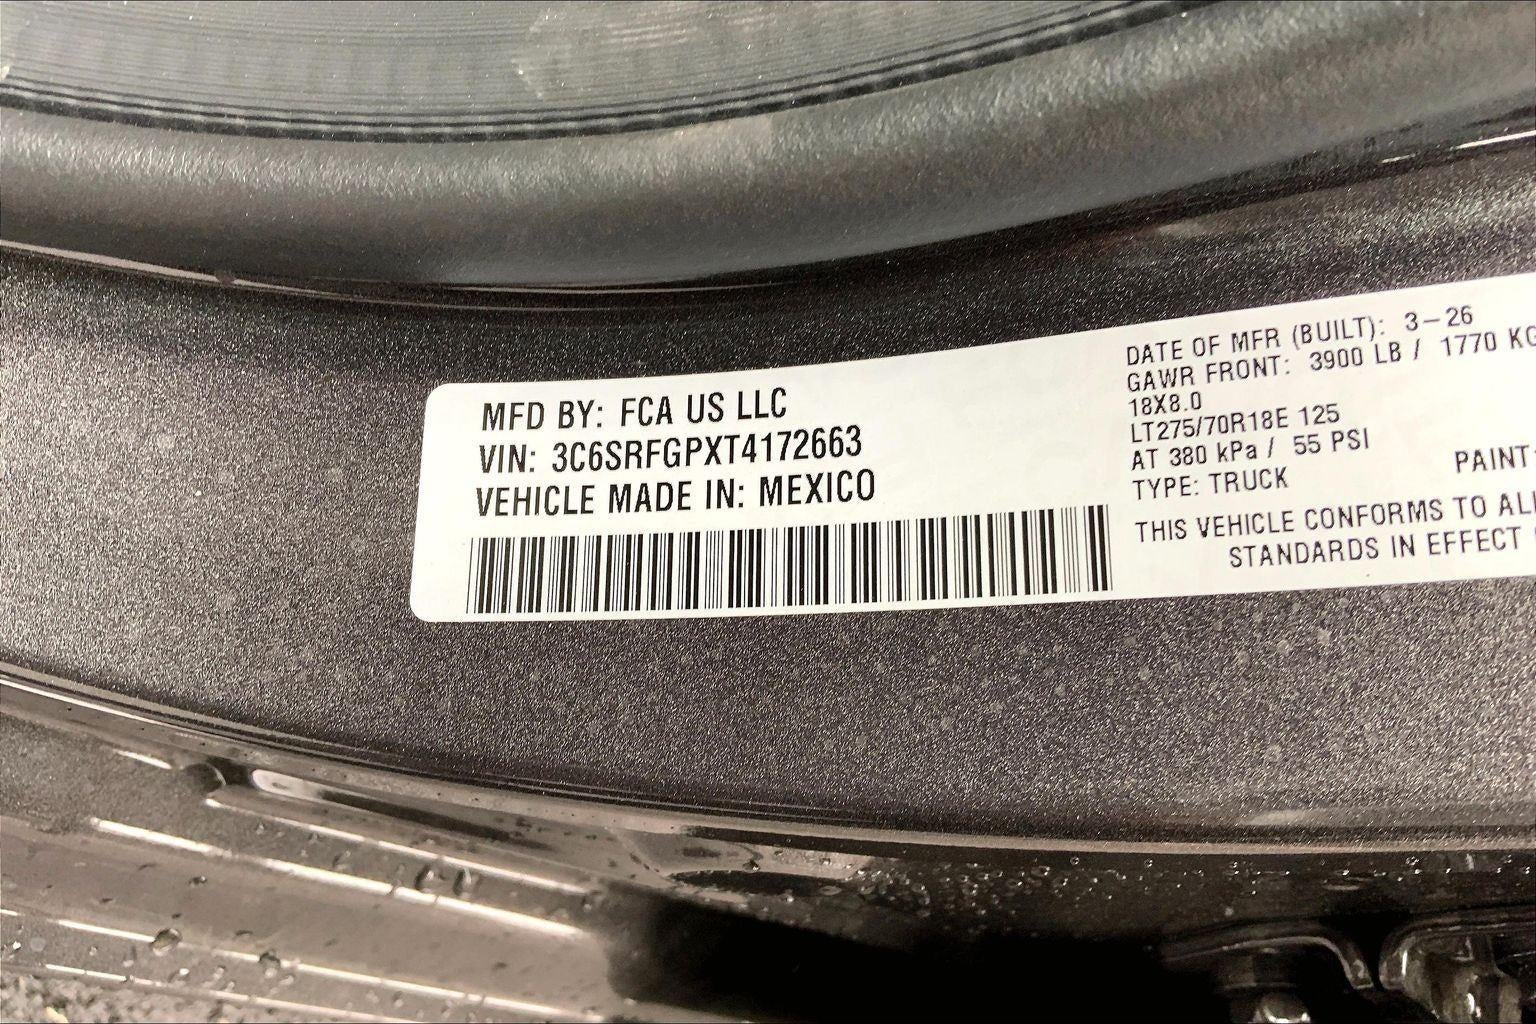 MFD BY: FCA US LLC
VIN: 3C6SRFGPXT4172663
VEHICLE MADE IN: MEXICO
DATE OF MFR (BUILT): 3-26
GAWR FRONT: 3900 LB / 1770 KG
18X8.0
LT275/70R18E 125
AT 380 kPa / 55 PSI
TYPE: TRUCK
PAINT:
THIS VEHICLE CONFORMS TO ALL
STANDARDS IN EFFECT